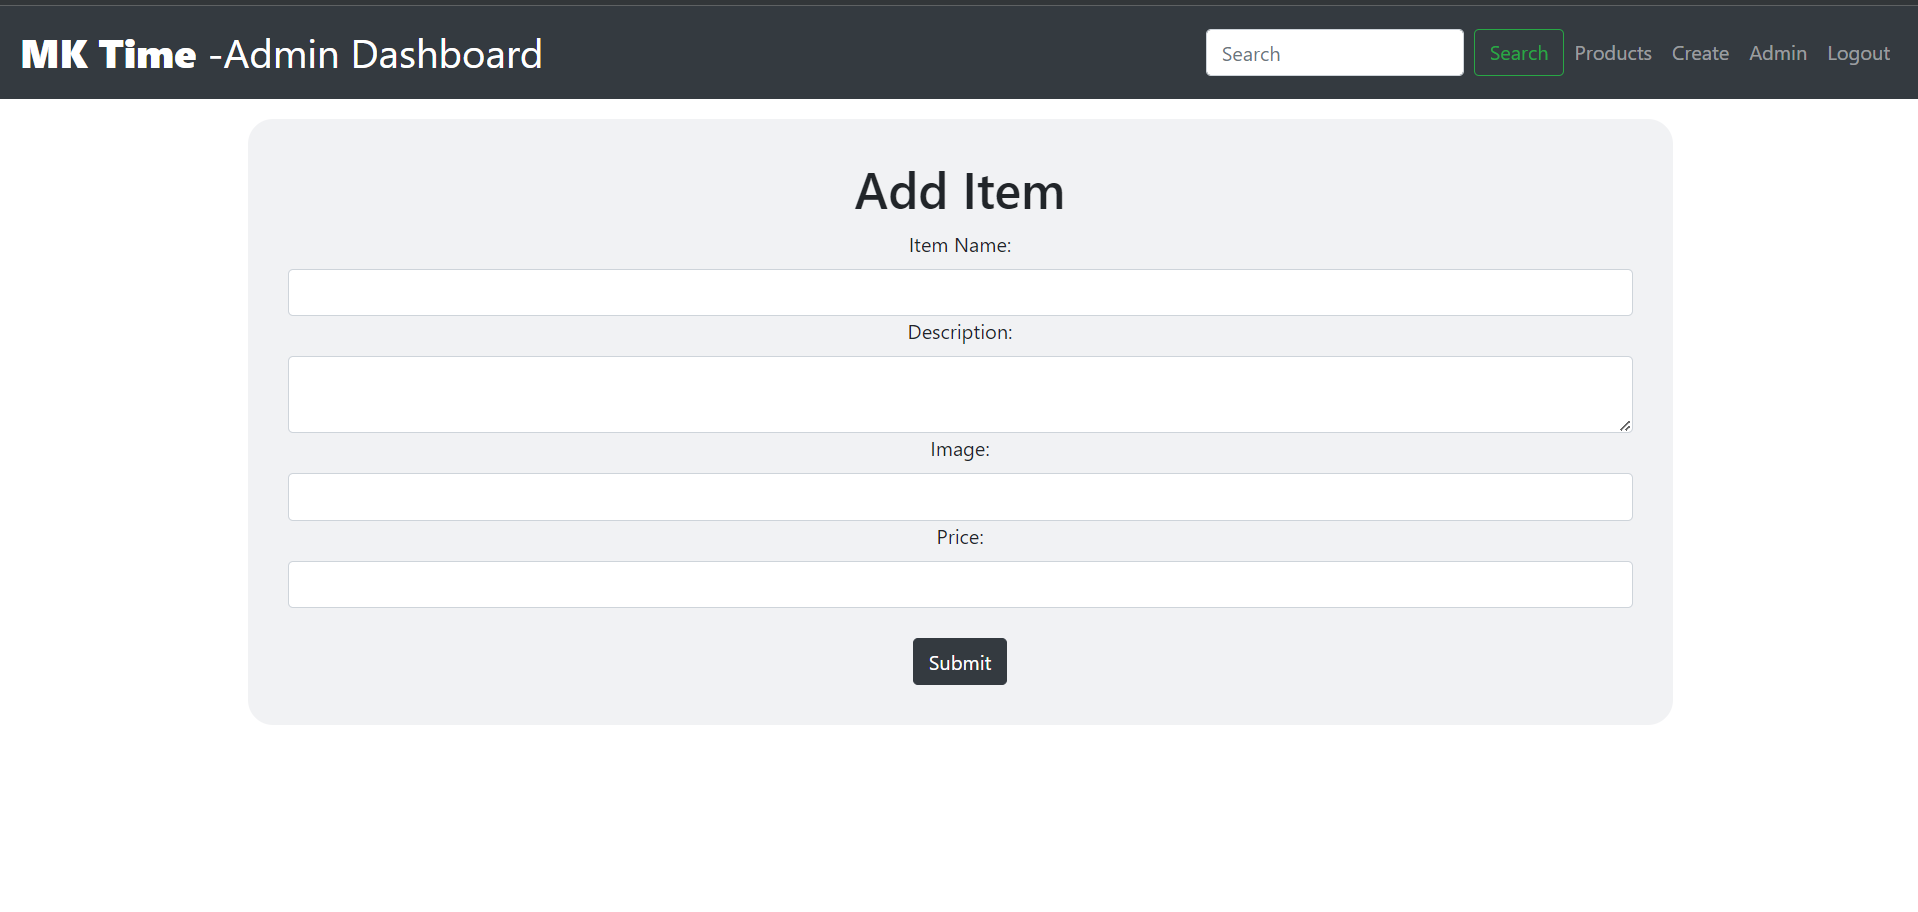 MK Time -Admin Dashboard
Search Search Products Create Admin Logout
Add Item
Item Name:
Description:
Image:
Price:
Submit